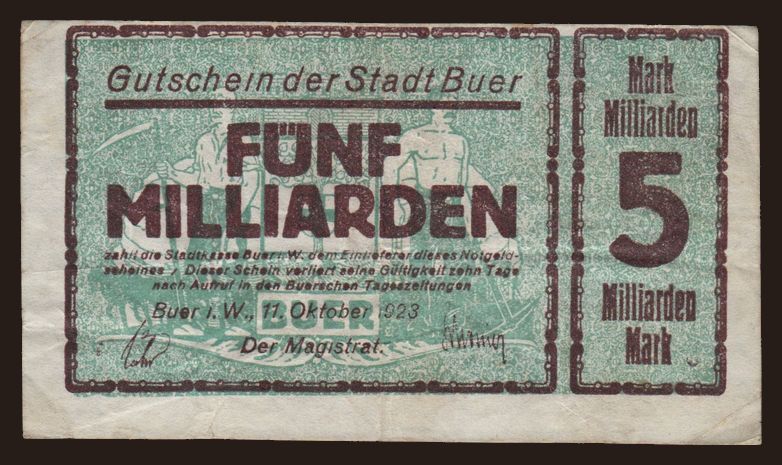 Gutschein der Stadt Buer
FÜNF
MILLIARDEN
zahlt die Stadtkasse Buer i. W. dem Einlieferer dieses Notgeld-
scheines / Dieser Schein verliert seine Gültigkeit zehn Tage
nach Aufruf in den Buerschen Tageszeitungen
BUER
Buer i. W., 11. Oktober 1923
Der Magistrat.
Mark
Milliarden
5
Milliarden
Mark